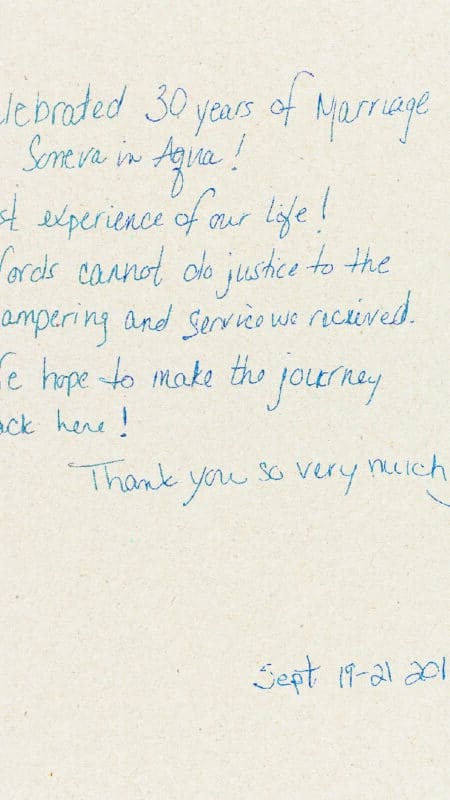 lebrated 30 years of Marriage
Soneva in Aqua!
st experience of our life!
ords cannot do justice to the
ampering and service we received.
e hope to make the journey
ack here!
Thank you so very much
Sept 19-21 201